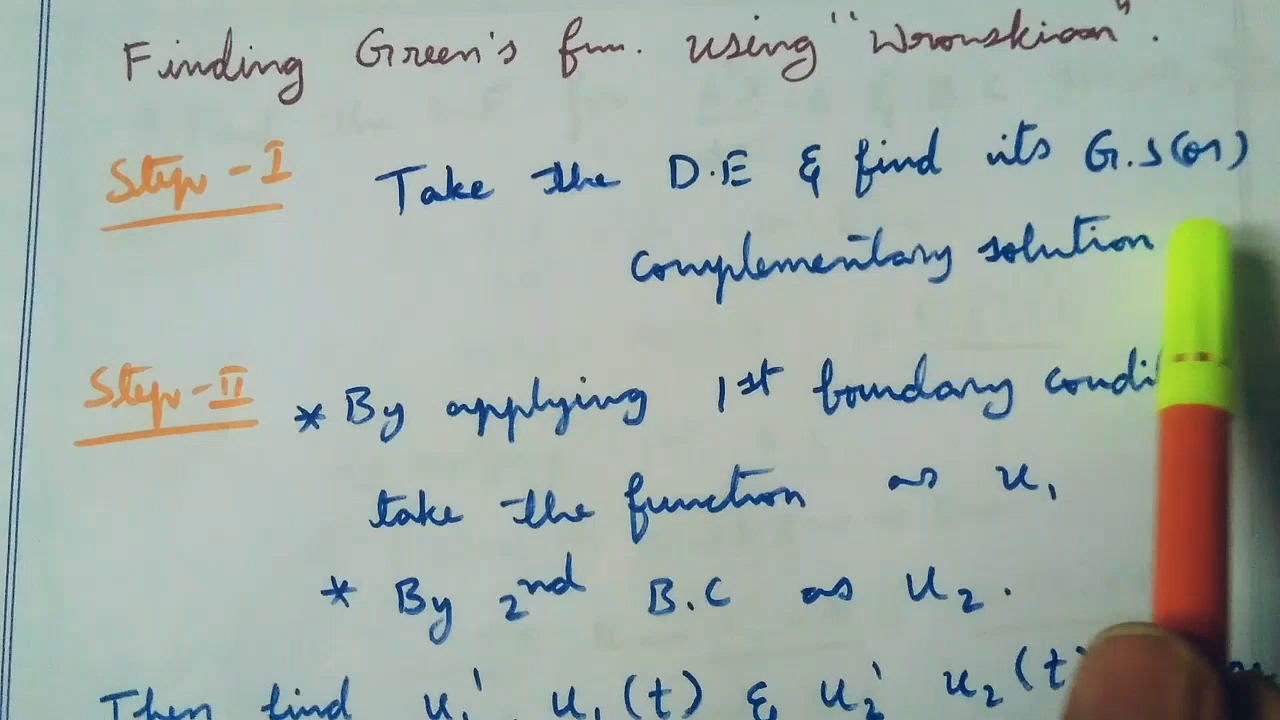 Finding Green's fun. using "Wronskian".
Step-I Take the D.E & find its G.S(or)
complementary solution
Step-II * By applying 1st boundary condi
take the function as u₁
* By 2nd B.C as u₂.
Then find u₁', u₁(t) & u₂' u₂(t)